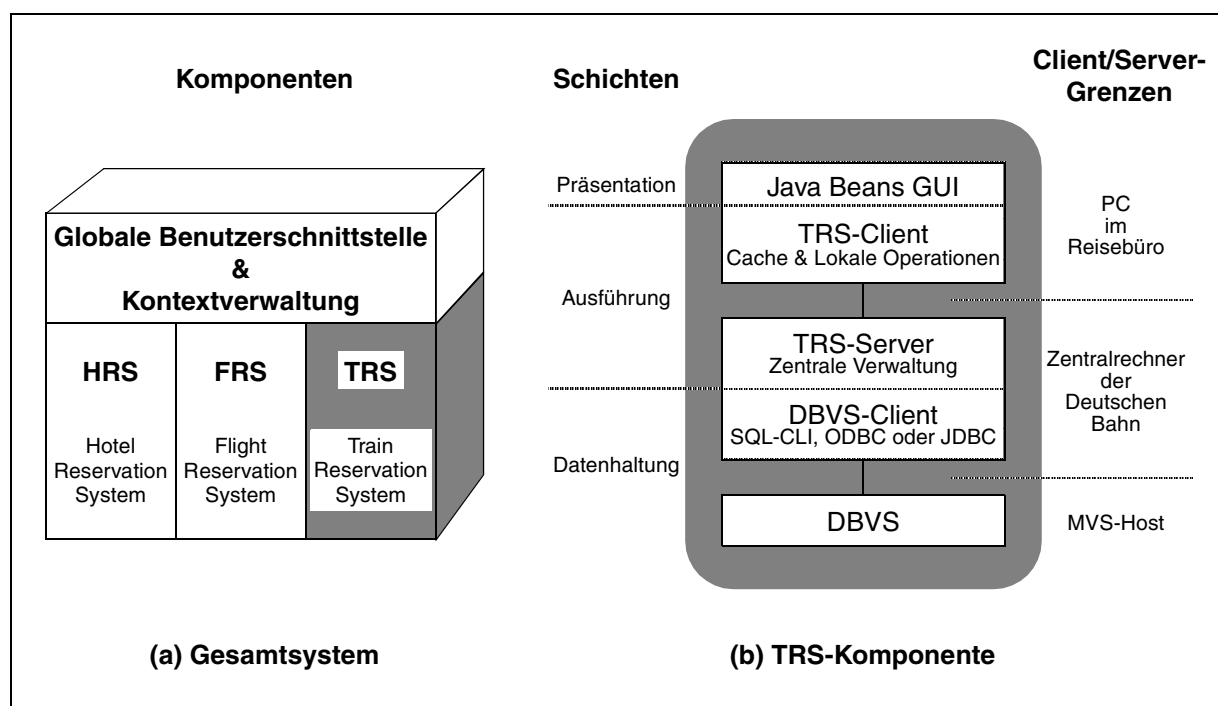 Komponenten
Globale Benutzerschnittstelle
&
Kontextverwaltung
HRS
Hotel
Reservation
System
FRS
Flight
Reservation
System
TRS
Train
Reservation
System
(a) Gesamtsystem
Schichten
Präsentation
Ausführung
Datenhaltung
Java Beans GUI
TRS-Client
Cache & Lokale Operationen
TRS-Server
Zentrale Verwaltung
DBVS-Client
SQL-CLI, ODBC oder JDBC
DBVS
Client/Server-
Grenzen
PC
im
Reisebüro
Zentralrechner
der
Deutschen
Bahn
MVS-Host
(b) TRS-Komponente